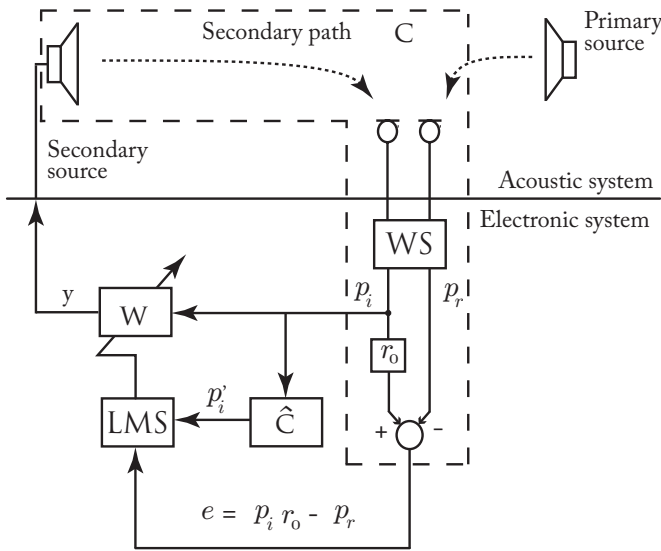 Secondary path
C
Primary
source
Secondary
source
Acoustic system
Electronic system
WS
p_i
p_r
y
W
r_0
LMS
p'_i
Ĉ
+
-
e = p_i r_0 - p_r